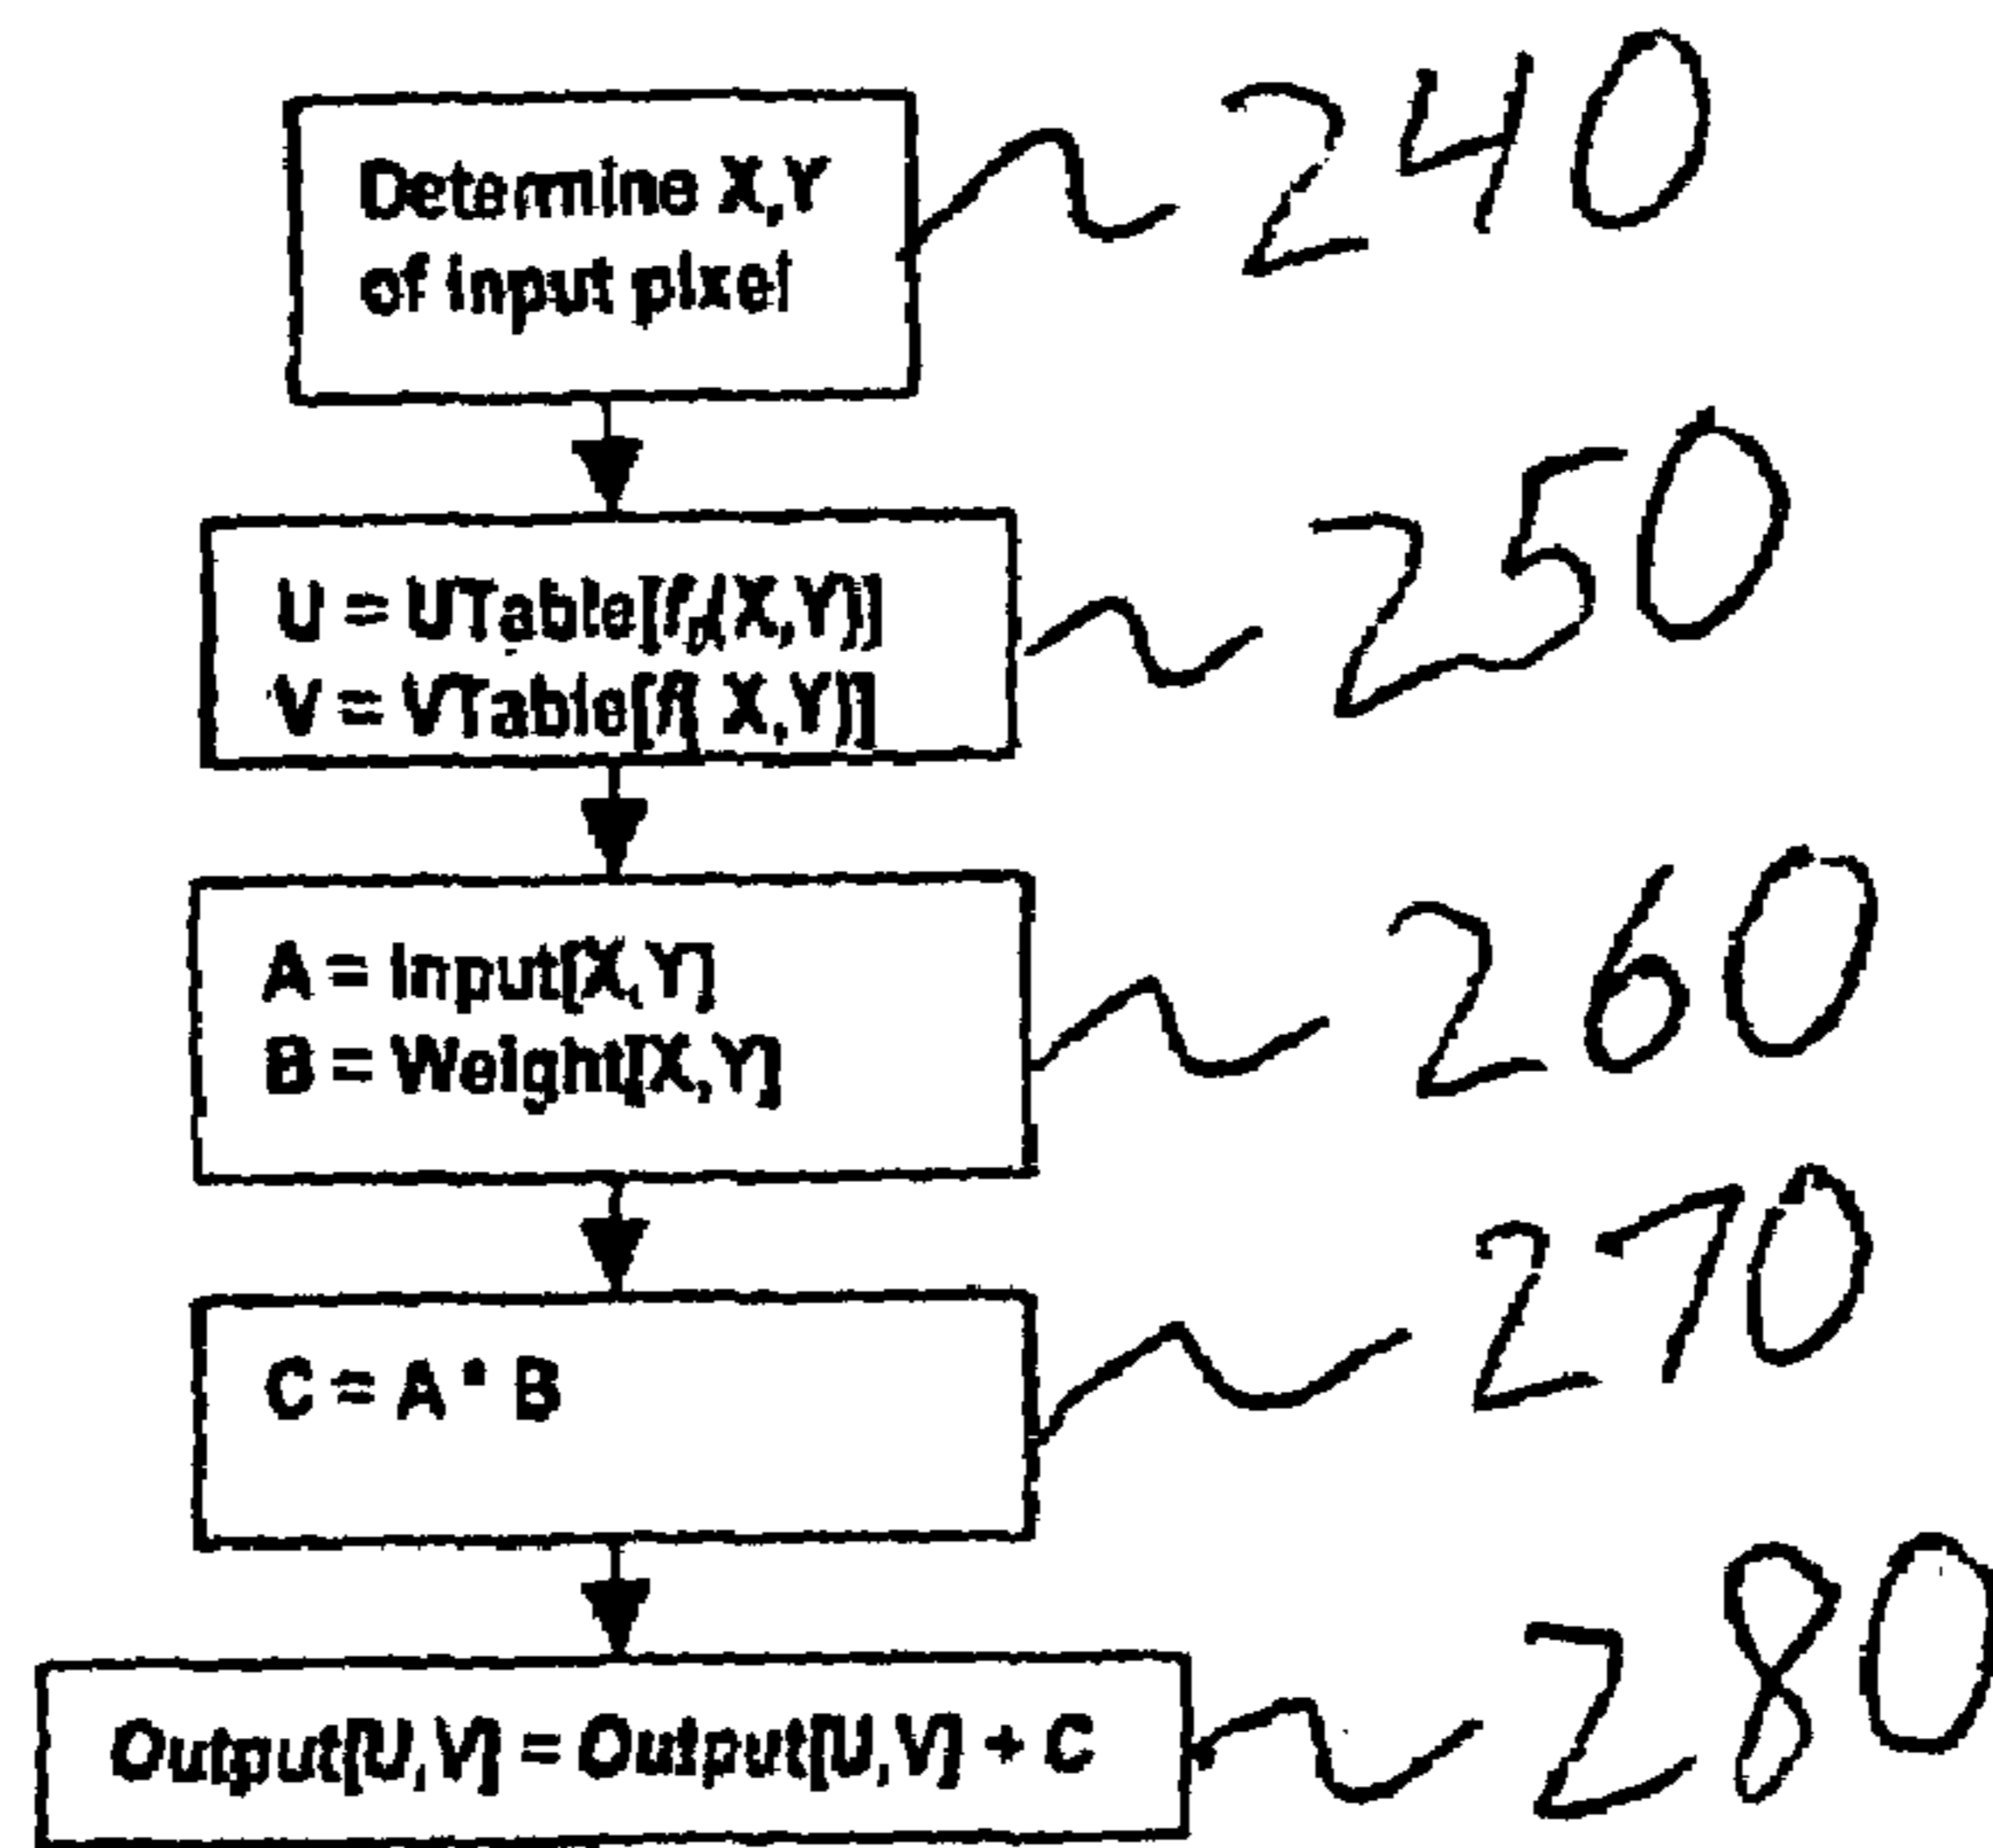 Determine X,Y
of input pixel
240
U = UTable[(X,Y)]
V = VTable[( X,Y)]
250
A = Input[X,Y]
B = Weight[X,Y]
260
C = A * B
270
Output[U,V] = Output[U,V] + C
280